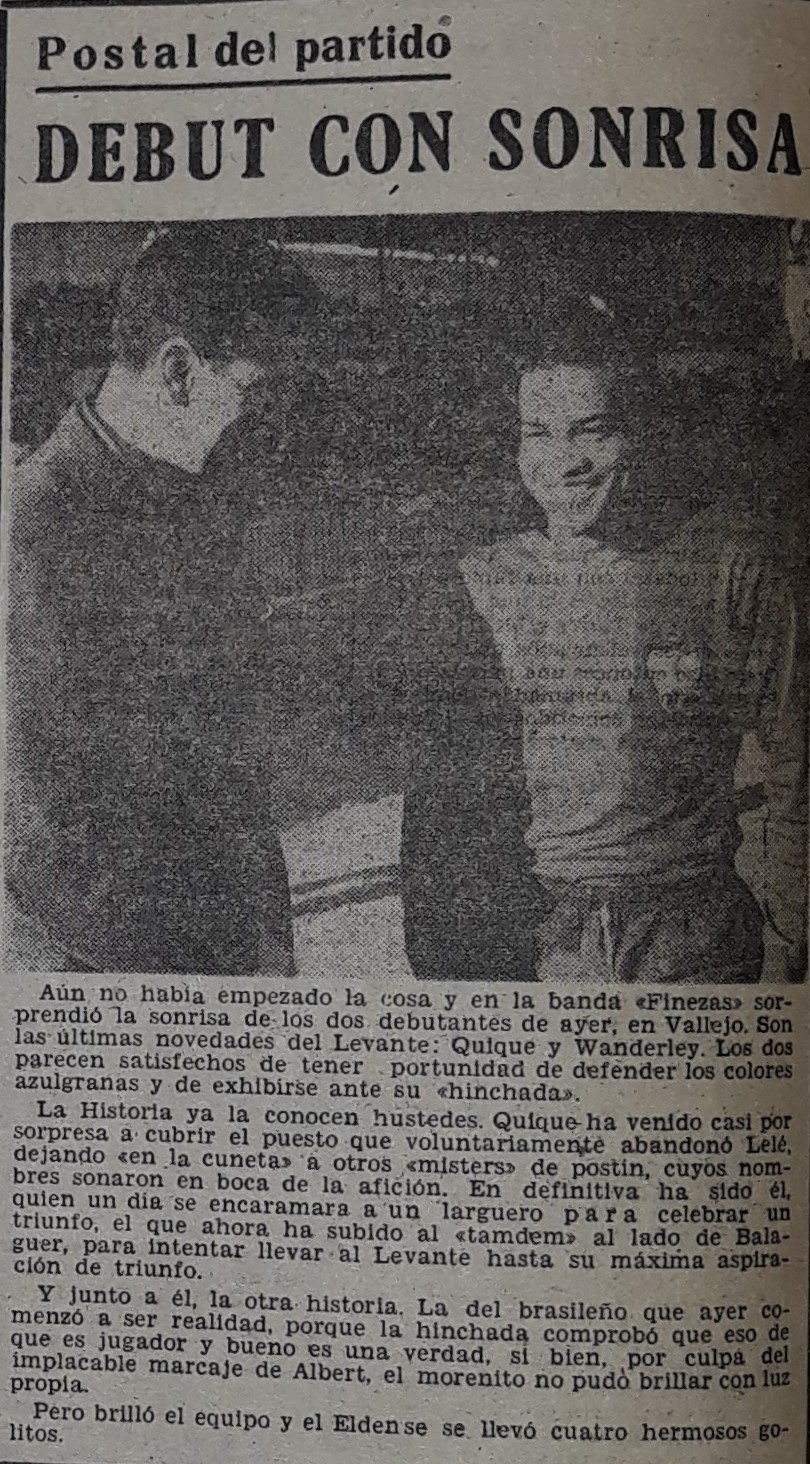 Postal del partido
DEBUT CON SONRISA
Aún no había empezado la cosa y en la banda «Finezas» sor-
prendió la sonrisa de los dos debutantes de ayer, en Vallejo. Son
las últimas novedades del Levante: Quique y Wanderley. Los dos
parecen satisfechos de tener portunidad de defender los colores
azulgranas y de exhibirse ante su «hinchada».
La Historia ya la conocen hustedes. Quique ha venido casi por
sorpresa a cubrir el puesto que voluntariamente abandonó Lelé,
dejando «en la cuneta» a otros «misters» de postín, cuyos nom-
bres sonaron en boca de la afición. En definitiva ha sido él,
quien un día se encaramara a un larguero para celebrar un
triunfo, el que ahora ha subido al «tamdem» al lado de Bala-
guer, para intentar llevar al Levante hasta su máxima aspira-
ción de triunfo.
Y junto a él, la otra historia. La del brasileño que ayer co-
menzó a ser realidad, porque la hinchada comprobó que eso de
que es jugador y bueno es una verdad, si bien, por culpa del
implacable marcaje de Albert, el morenito no pudo brillar con luz
propia.
Pero brilló el equipo y el Eldense se llevó cuatro hermosos go-
litos.